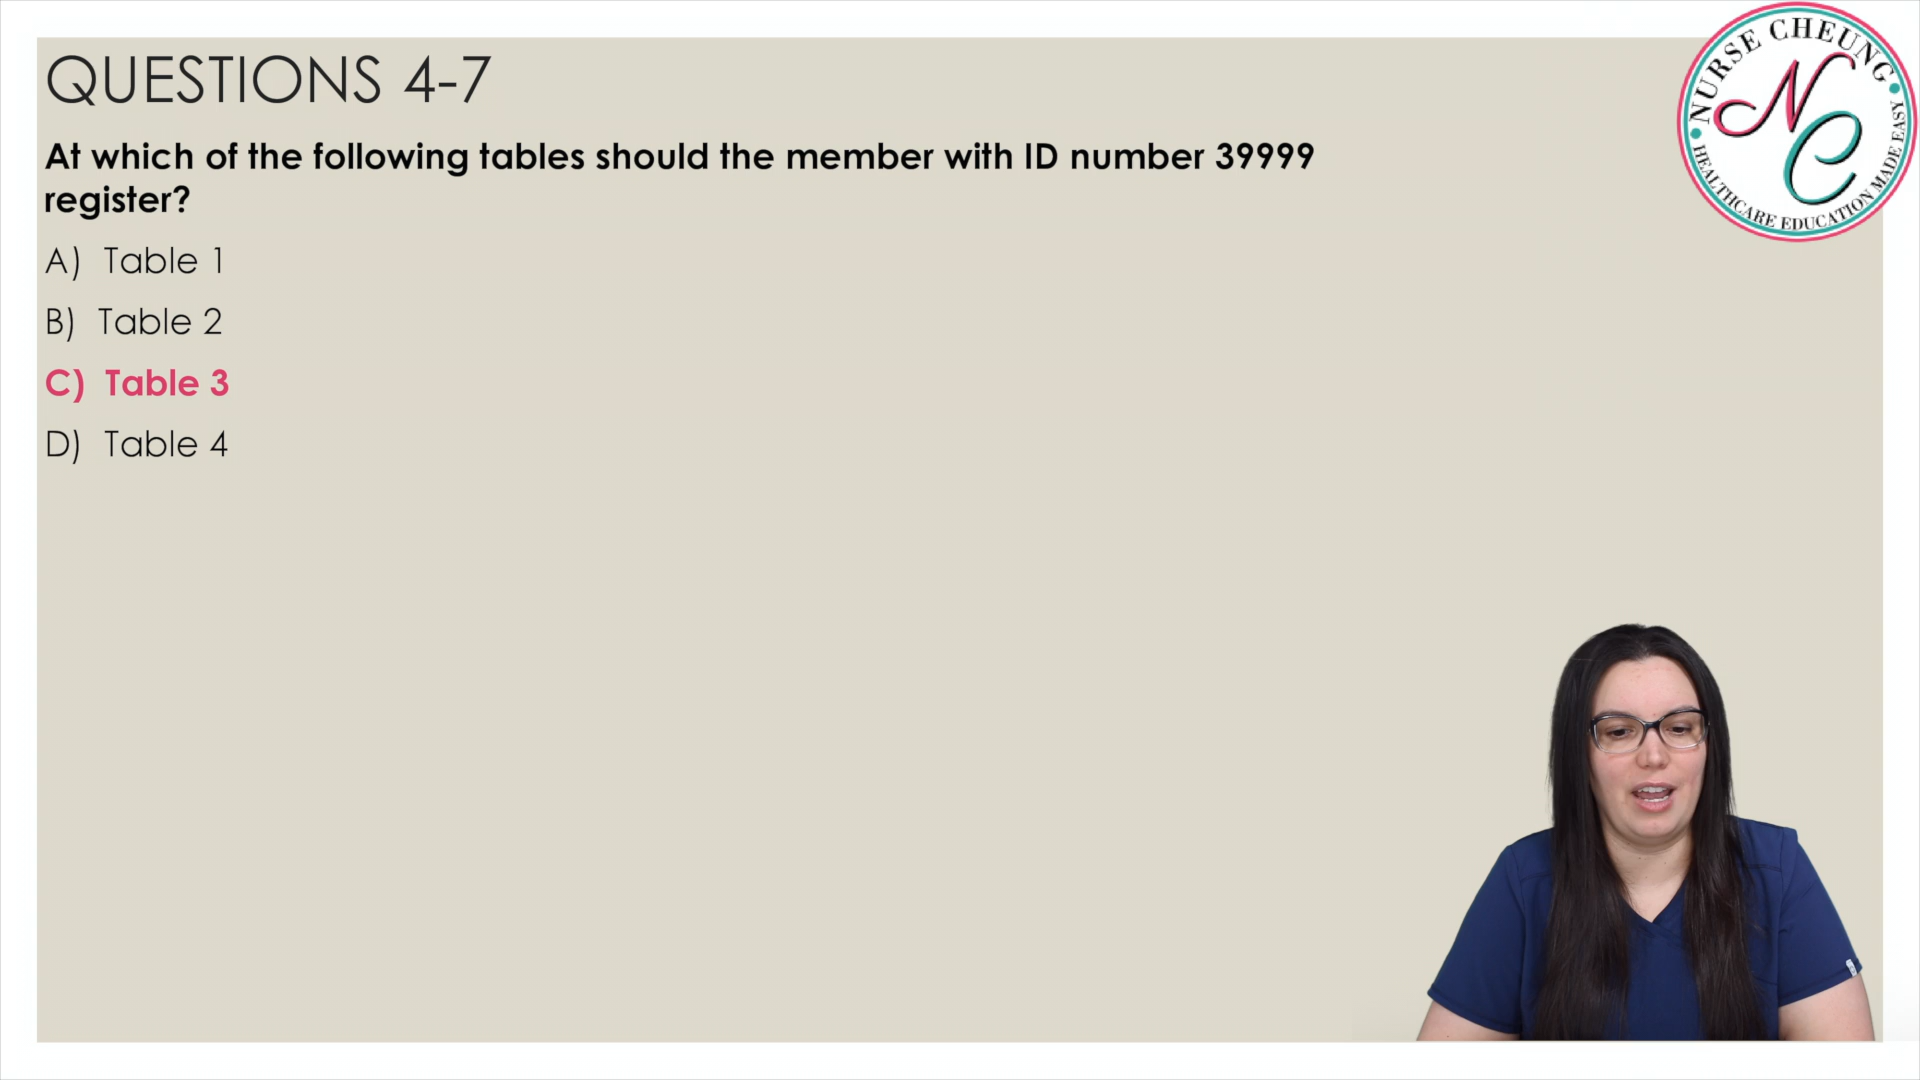 QUESTIONS 4-7
At which of the following tables should the member with ID number 39999
register?
A) Table 1
B) Table 2
C) Table 3
D) Table 4
NURSE CHEUNG
NC
HEALTHCARE EDUCATION MADE EASY